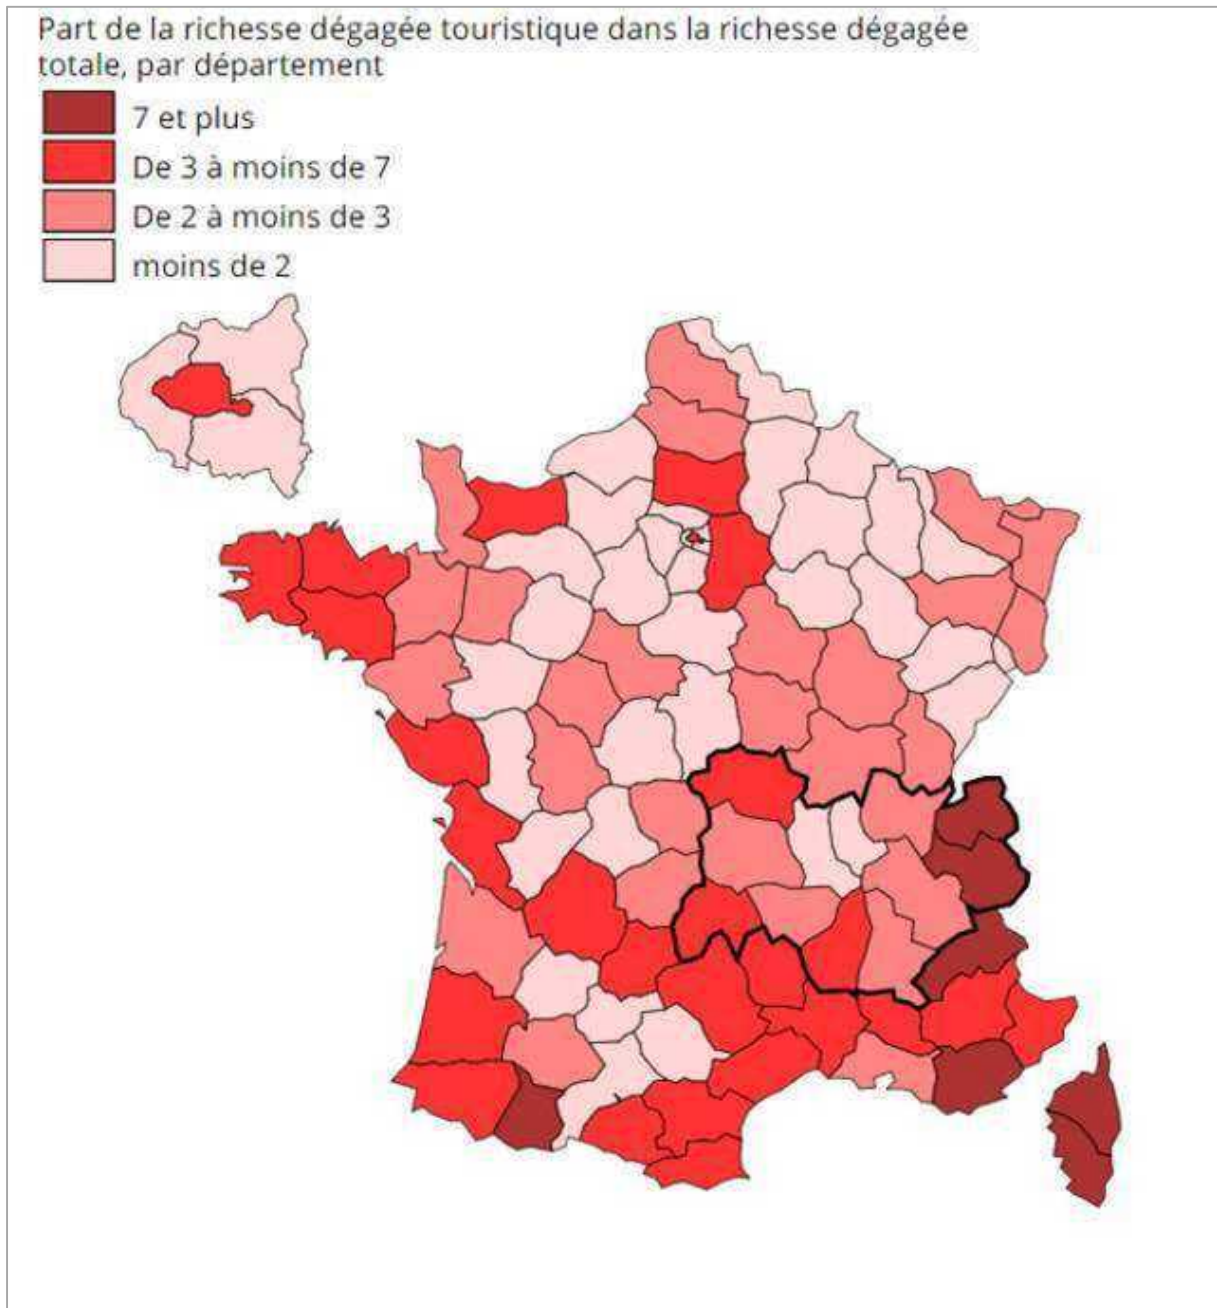 Part de la richesse dégagée touristique dans la richesse dégagée
totale, par département
7 et plus
De 3 à moins de 7
De 2 à moins de 3
moins de 2